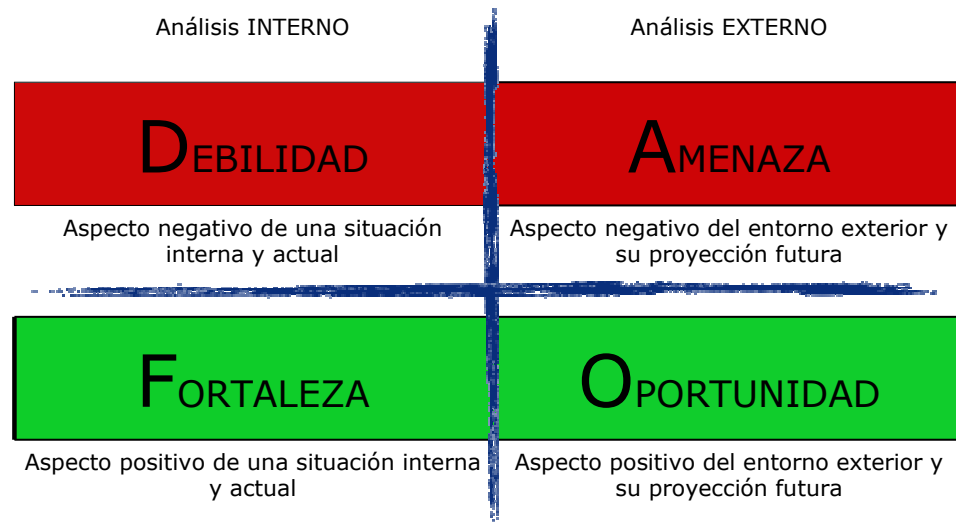 Análisis INTERNO
Análisis EXTERNO
DEBILIDAD
AMENAZA
Aspecto negativo de una situación
interna y actual
Aspecto negativo del entorno exterior y
su proyección futura
FORTALEZA
OPORTUNIDAD
Aspecto positivo de una situación interna
y actual
Aspecto positivo del entorno exterior y
su proyección futura